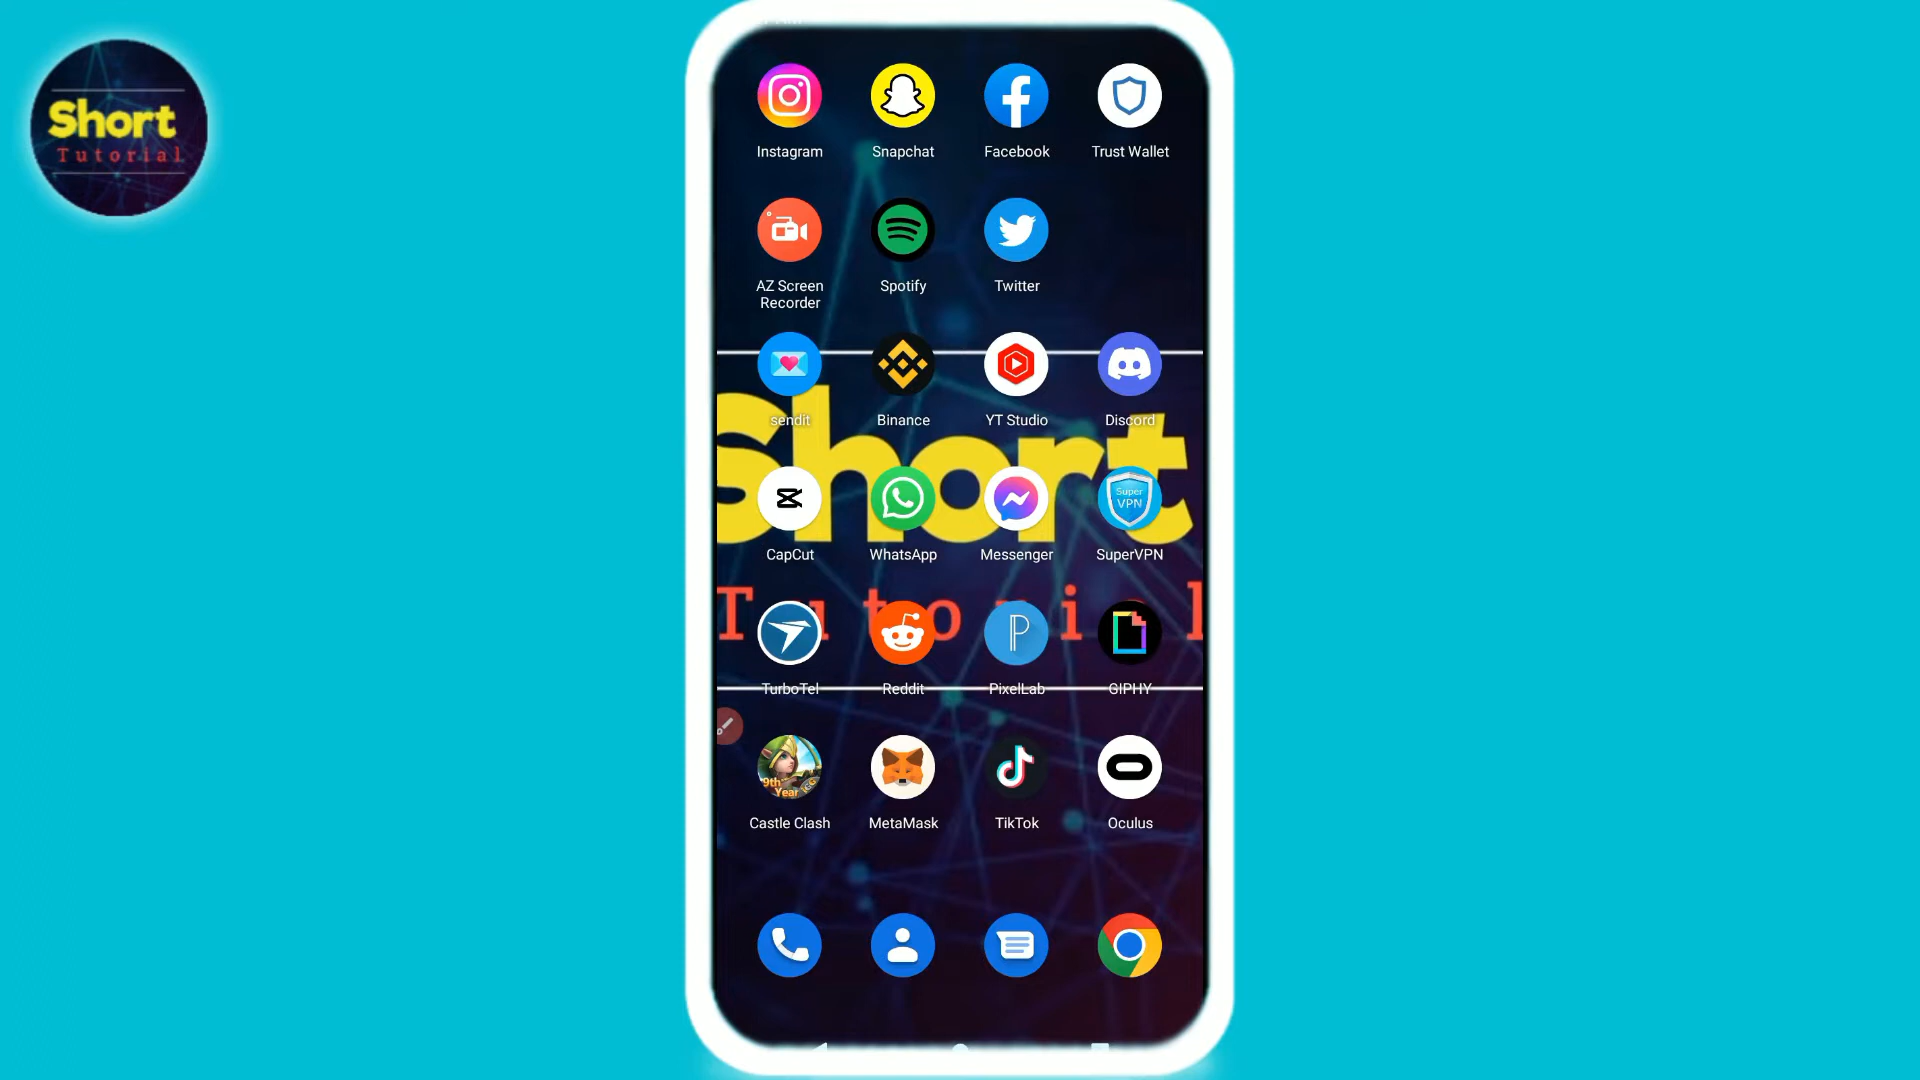 Short
Tutorial
Instagram
Snapchat
Facebook
Trust Wallet
AZ Screen
Recorder
Spotify
Twitter
sendit
Binance
YT Studio
Discord
Short
CapCut
WhatsApp
Messenger
Super
VPN
SuperVPN
TurboTel
Reddit
PixelLab
GIPHY
9th
Year
IGG
Castle Clash
MetaMask
TikTok
Oculus